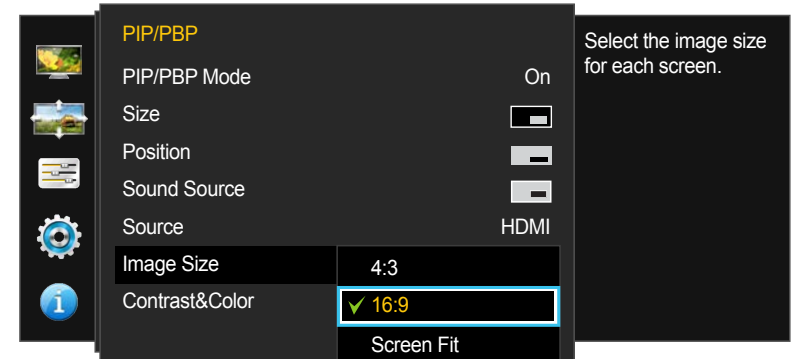 PIP/PBP
PIP/PBP Mode On
Size
Position
Sound Source
Source HDMI
Image Size 4:3
Contrast&Color 16:9
Screen Fit
Select the image size
for each screen.